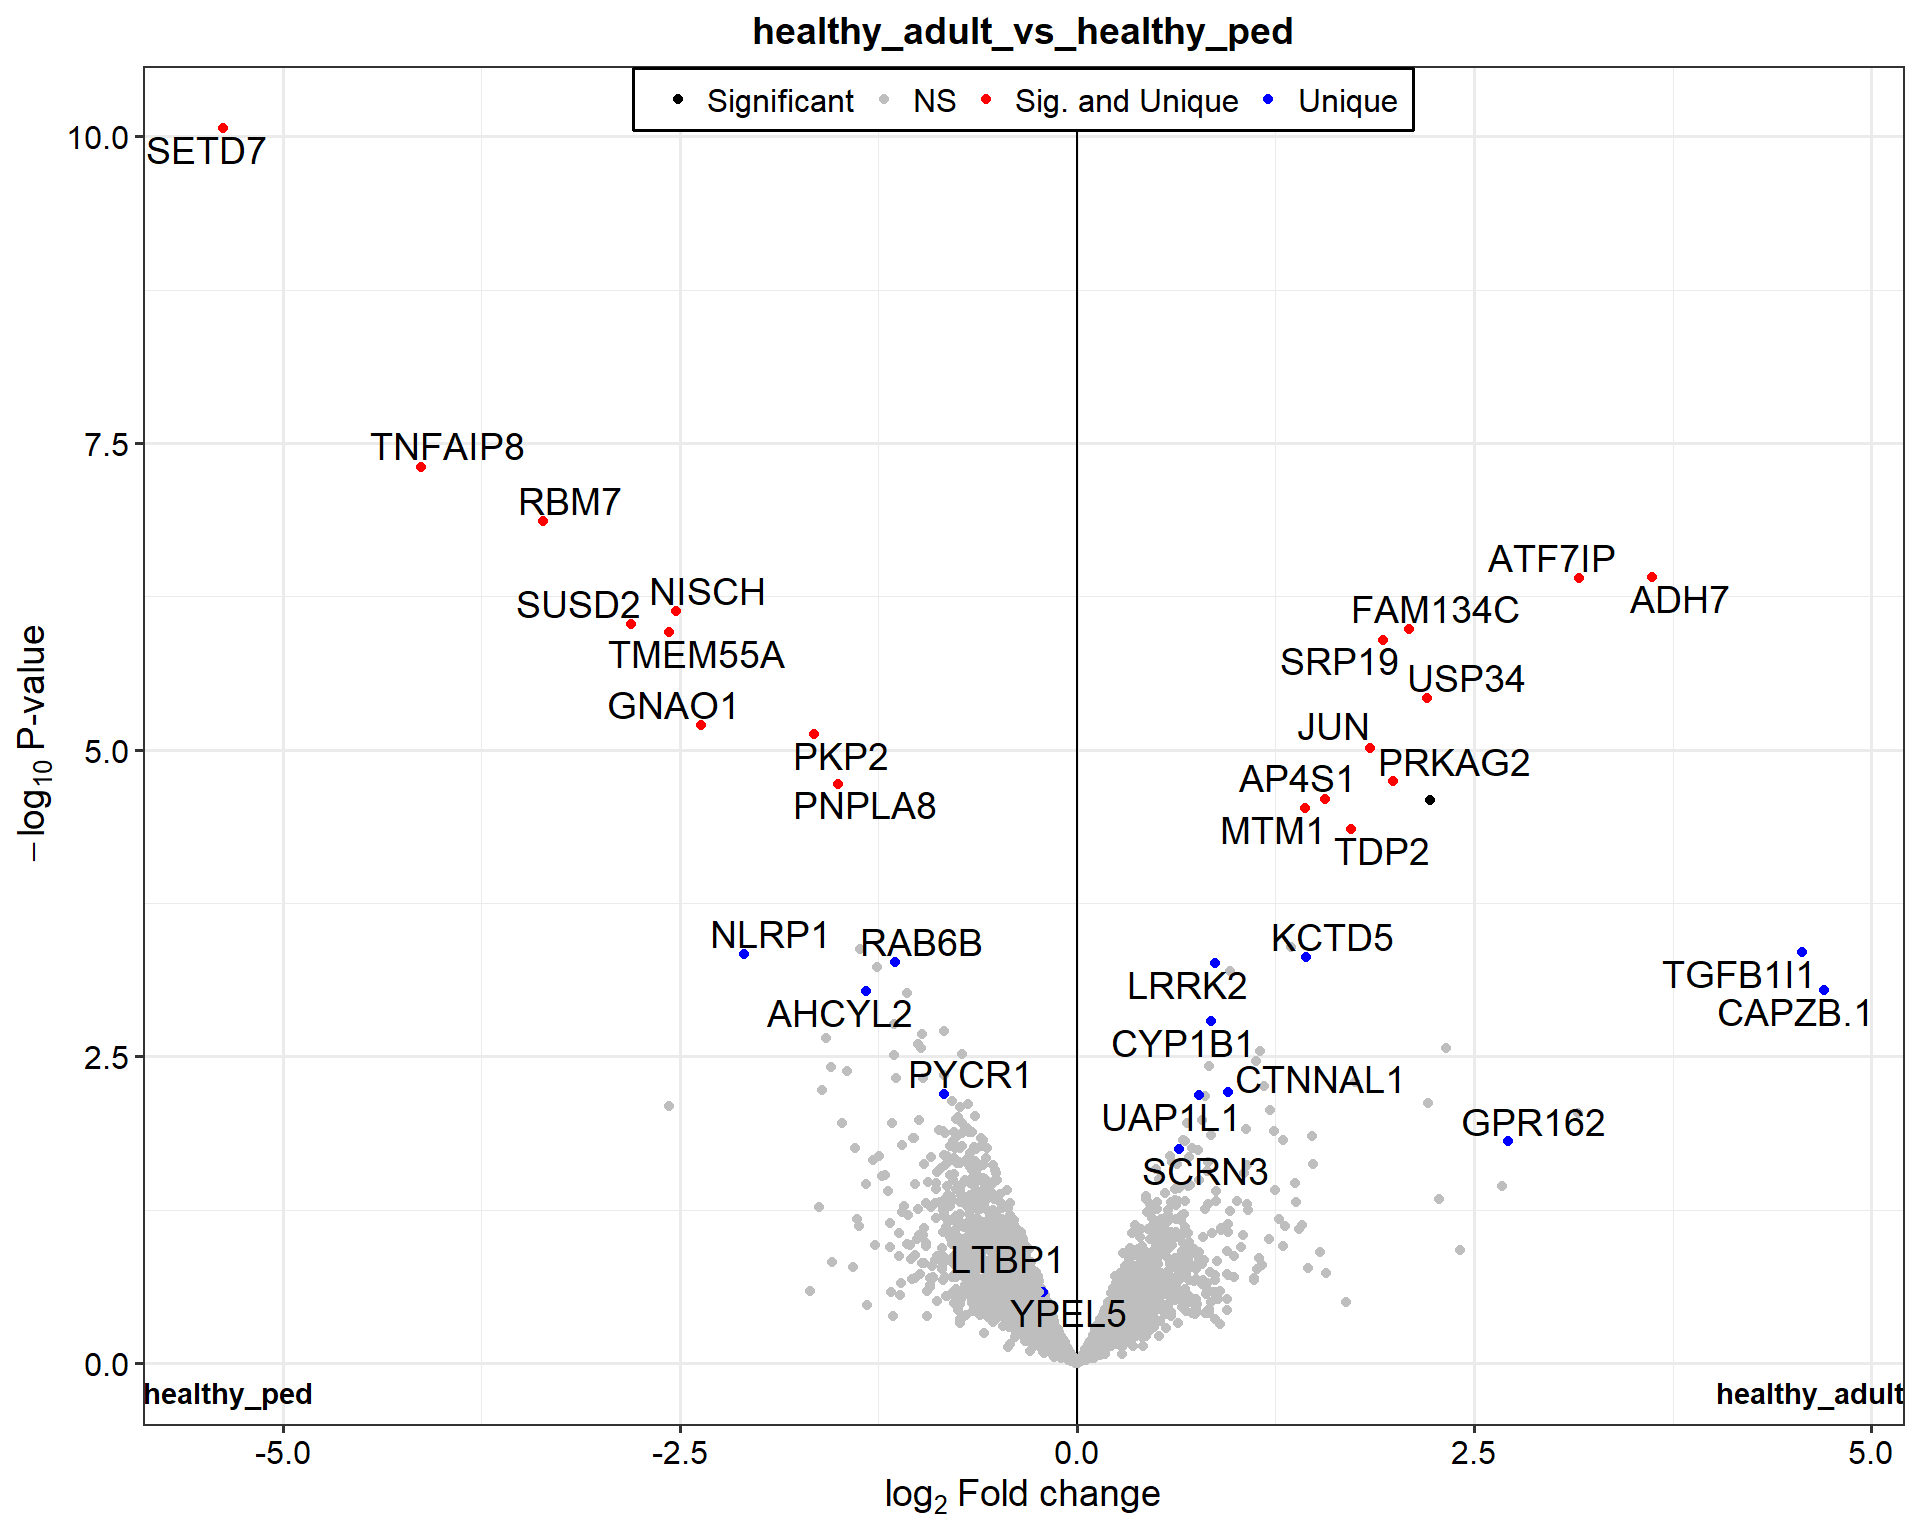 healthy_adult_vs_healthy_ped
Significant NS Sig. and Unique Unique
10.0
SETD7
7.5
TNFAIP8
RBM7
ATF7IP
ADH7
NISCH
SUSD2
FAM134C
TMEM55A
SRP19
USP34
GNAO1
JUN
5.0
PKP2
PRKAG2
AP4S1
PNPLA8
MTM1
TDP2
NLRP1
RAB6B
KCTD5
TGFB1I1
LRRK2
AHCYL2
CAPZB.1
CYP1B1
2.5
PYCR1
CTNNAL1
UAP1L1
GPR162
SCRN3
LTBP1
YPEL5
0.0
healthy_ped
healthy_adult
-5.0 -2.5 0.0 2.5 5.0
log2 Fold change
−log10 P-value